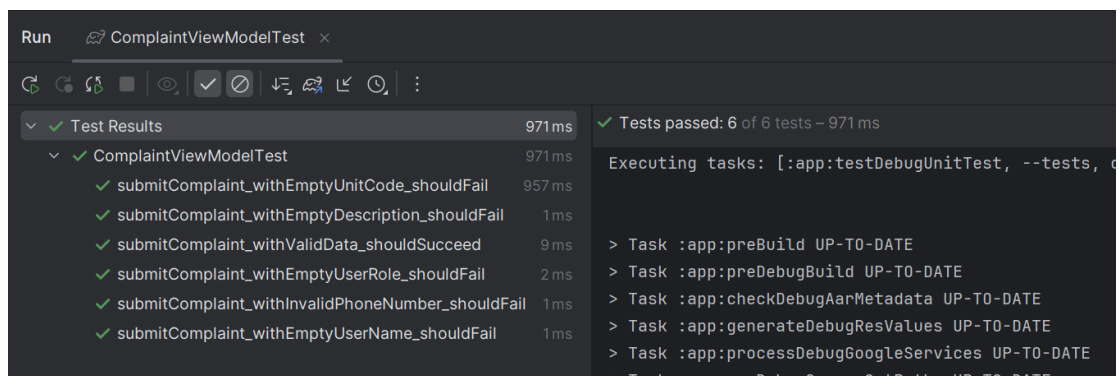 Run ComplaintViewModelTest ×
Test Results 971 ms
ComplaintViewModelTest 971 ms
submitComplaint_withEmptyUnitCode_shouldFail 957 ms
submitComplaint_withEmptyDescription_shouldFail 1 ms
submitComplaint_withValidData_shouldSucceed 9 ms
submitComplaint_withEmptyUserRole_shouldFail 2 ms
submitComplaint_withInvalidPhoneNumber_shouldFail 1 ms
submitComplaint_withEmptyUserName_shouldFail 1 ms
Tests passed: 6 of 6 tests – 971 ms
Executing tasks: [:app:testDebugUnitTest, --tests,
> Task :app:preBuild UP-TO-DATE
> Task :app:preDebugBuild UP-TO-DATE
> Task :app:checkDebugAarMetadata UP-TO-DATE
> Task :app:generateDebugResValues UP-TO-DATE
> Task :app:processDebugGoogleServices UP-TO-DATE